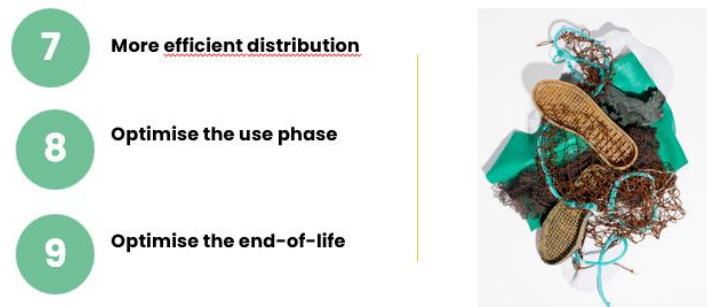 7
More efficient distribution
8
Optimise the use phase
9
Optimise the end-of-life